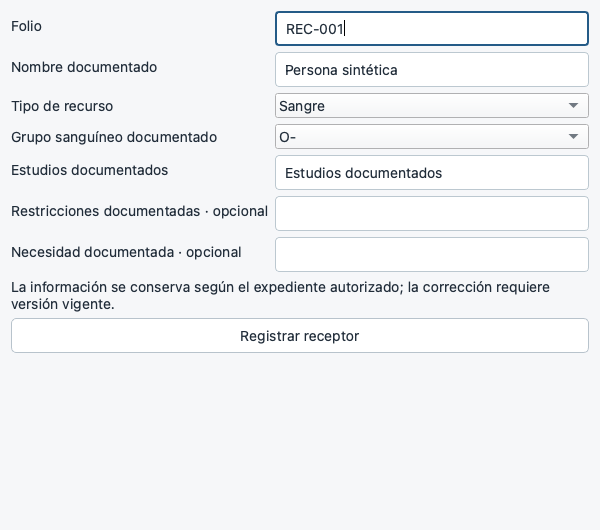 Folio
REC-001
Nombre documentado
Persona sintética
Tipo de recurso
Sangre
Grupo sanguíneo documentado
O-
Estudios documentados
Estudios documentados
Restricciones documentadas · opcional
Necesidad documentada · opcional
La información se conserva según el expediente autorizado; la corrección requiere
versión vigente.
Registrar receptor